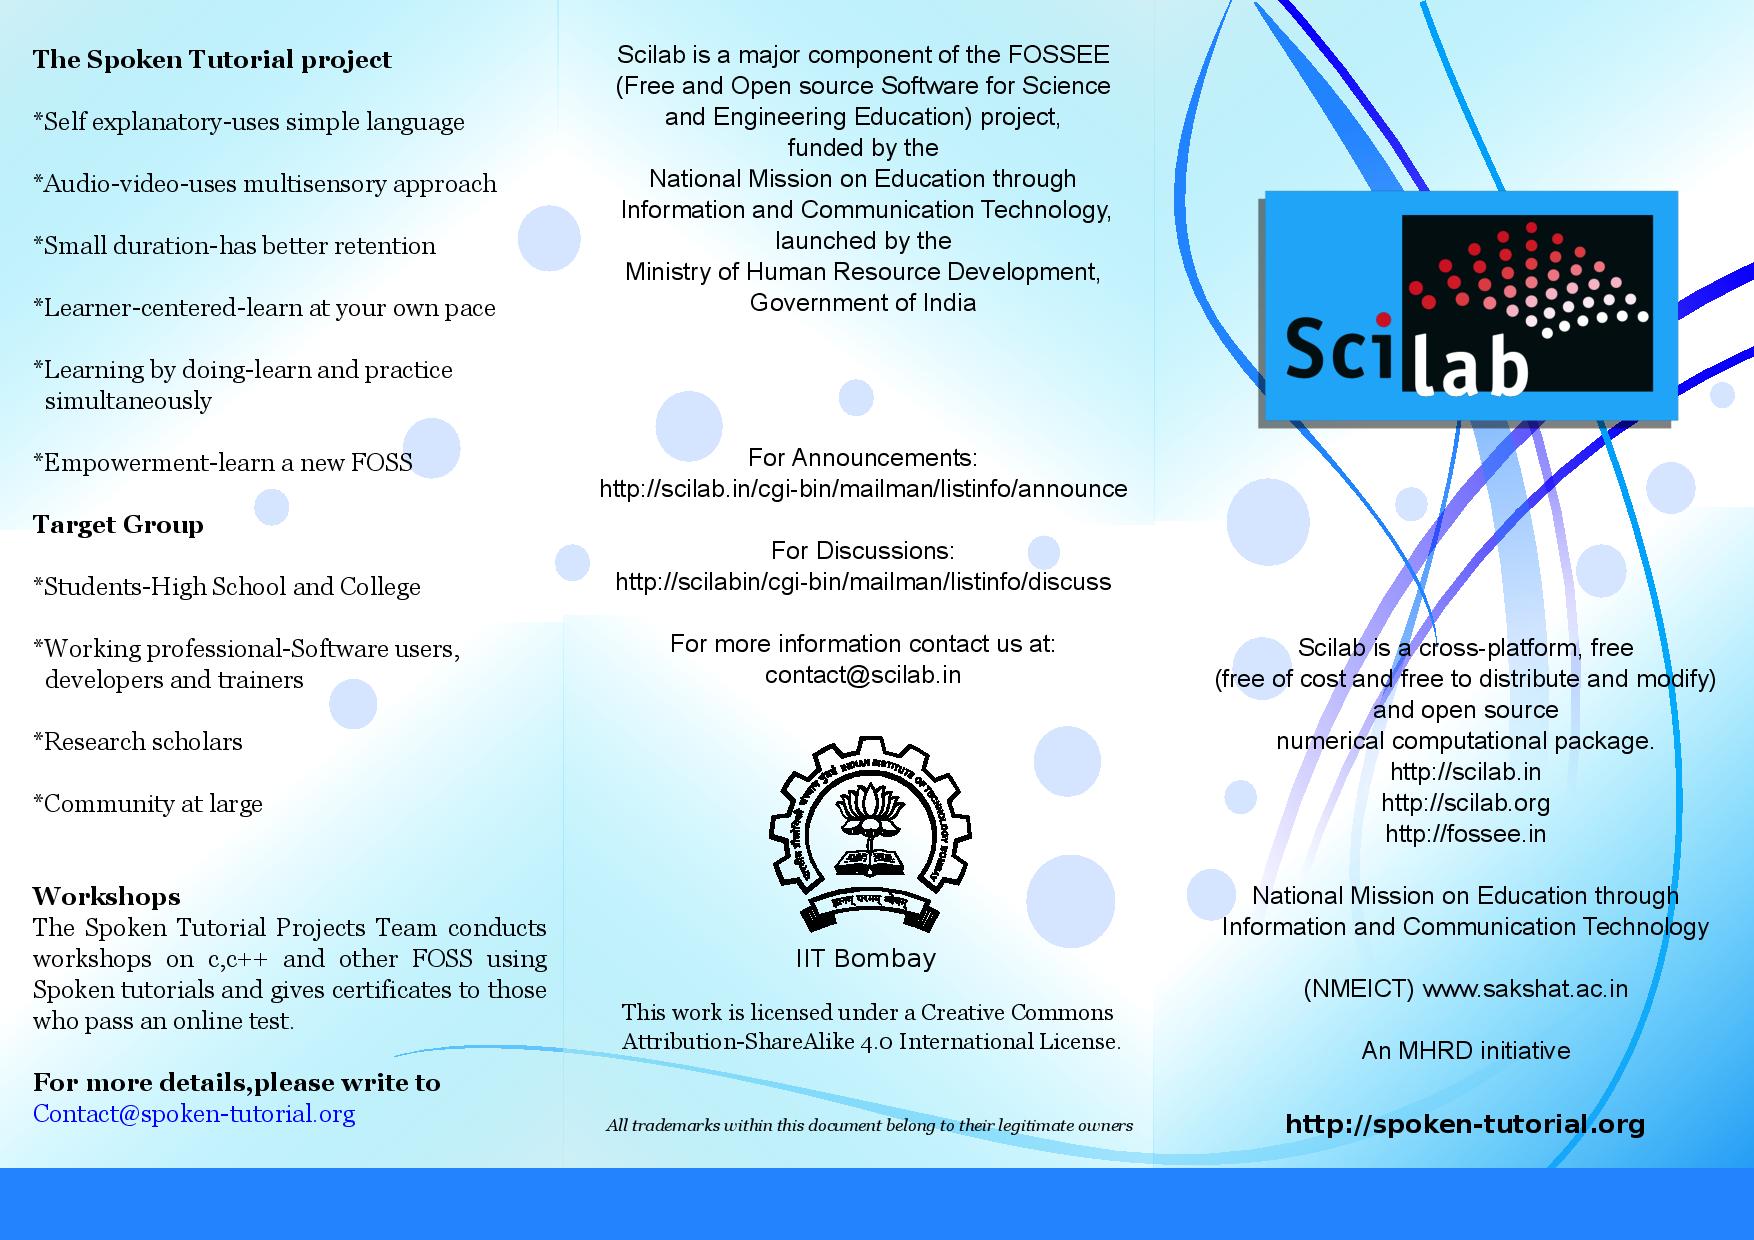 The Spoken Tutorial project
*Self explanatory-uses simple language
*Audio-video-uses multisensory approach
*Small duration-has better retention
*Learner-centered-learn at your own pace
*Learning by doing-learn and practice
simultaneously
*Empowerment-learn a new FOSS
Target Group
*Students-High School and College
*Working professional-Software users,
developers and trainers
*Research scholars
*Community at large
Workshops
The Spoken Tutorial Projects Team conducts
workshops on c,c++ and other FOSS using
Spoken tutorials and gives certificates to those
who pass an online test.
For more details,please write to
Contact@spoken-tutorial.org
Scilab is a major component of the FOSSEE
(Free and Open source Software for Science
and Engineering Education) project,
funded by the
National Mission on Education through
Information and Communication Technology,
launched by the
Ministry of Human Resource Development,
Government of India
For Announcements:
http://scilab.in/cgi-bin/mailman/listinfo/announce
For Discussions:
http://scilabin/cgi-bin/mailman/listinfo/discuss
For more information contact us at:
contact@scilab.in
INDIAN INSTITUTE OF TECHNOLOGY BOMBAY
ज्ञानम् परमम् ध्येयम्
IIT Bombay
This work is licensed under a Creative Commons
Attribution-ShareAlike 4.0 International License.
All trademarks within this document belong to their legitimate owners
Scilab
Scilab is a cross-platform, free
(free of cost and free to distribute and modify)
and open source
numerical computational package.
http://scilab.in
http://scilab.org
http://fossee.in
National Mission on Education through
Information and Communication Technology
(NMEICT) www.sakshat.ac.in
An MHRD initiative
http://spoken-tutorial.org